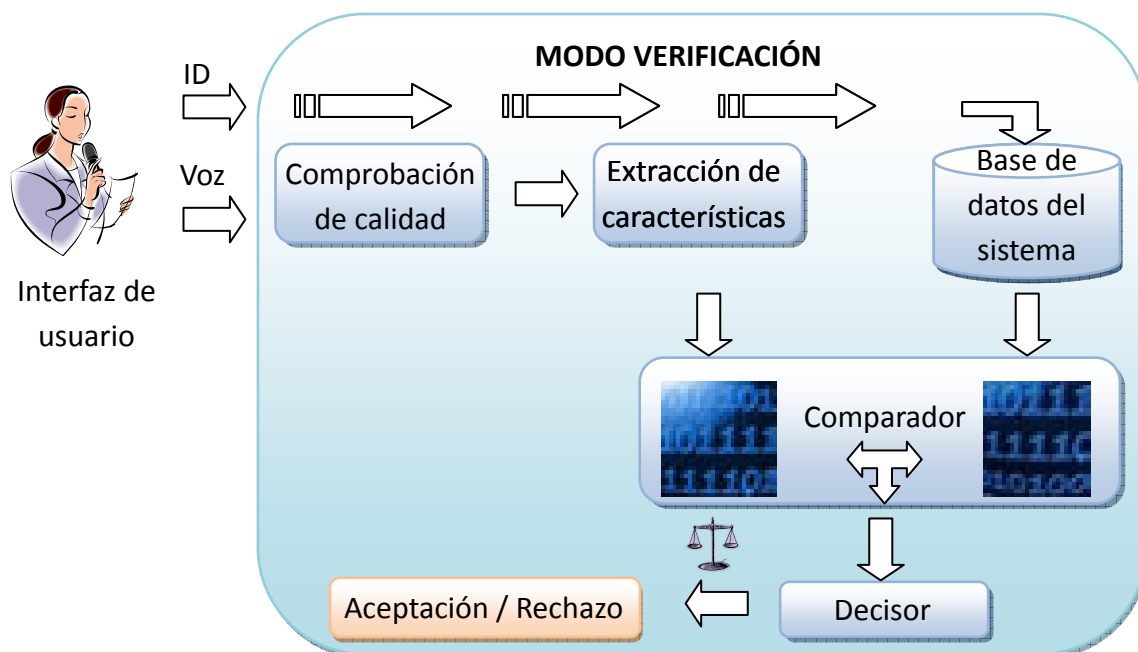 MODO VERIFICACIÓN
ID
Voz
Interfaz de
usuario
Comprobación
de calidad
Extracción de
características
Base de
datos del
sistema
Comparador
Decisor
Aceptación / Rechazo